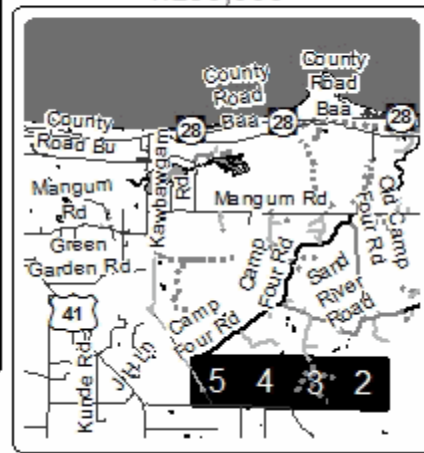 County
Road
Baa
County
Road
Baa
28
28
28
County
Road Bu
Kawbawgam
Rd
Mangum
Rd
Mangum Rd
Green
Garden Rd
Camp
Four Rd
Old Camp
Four Rd
Sand
River
Road
41
Camp
Four Rd
Kunde Rd
J H Ln
5 4 3 2